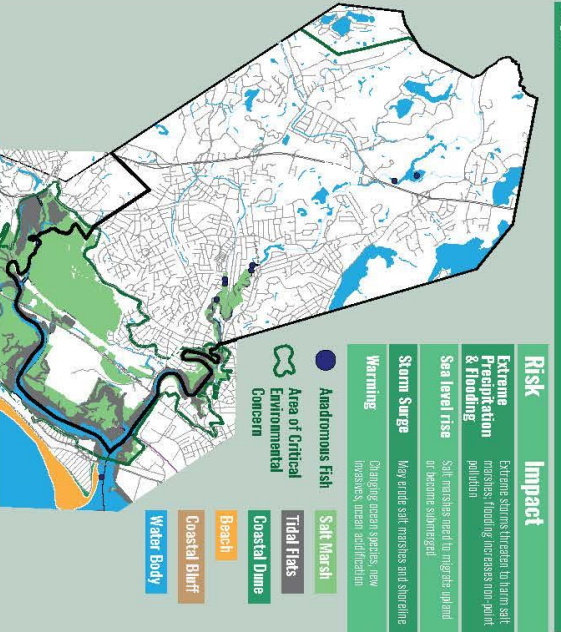 Risk Impact
Extreme
Precipitation
& Flooding
Extreme storms threaten to harm salt
marshes; flooding increases non-point
pollution
Sea level rise
Salt marshes need to migrate upland
or become submerged
Storm Surge
May erode salt marshes and shoreline
Warming
Changing ocean species, new
invasives, ocean acidification
Anadromous Fish
Area of Critical
Environmental
Concern
Salt Marsh
Tidal Flats
Coastal Dune
Beach
Coastal Bluff
Water Body